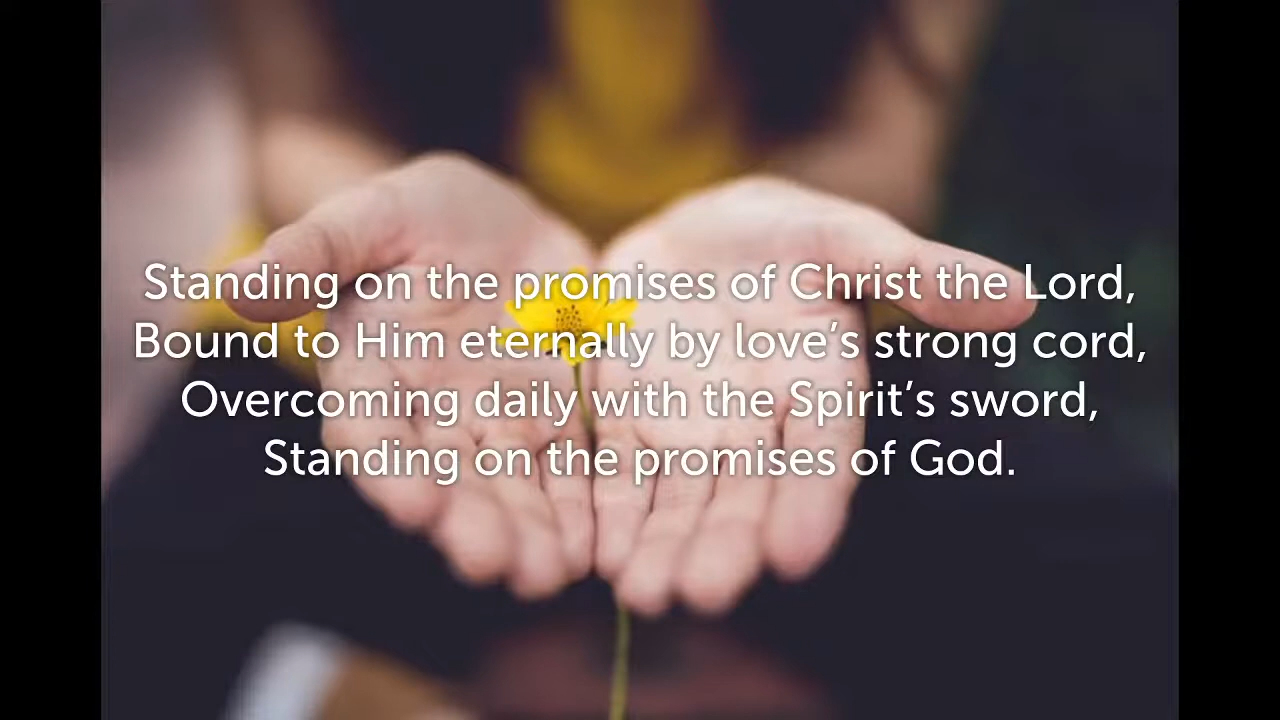 Standing on the promises of Christ the Lord,
Bound to Him eternally by love’s strong cord,
Overcoming daily with the Spirit’s sword,
Standing on the promises of God.